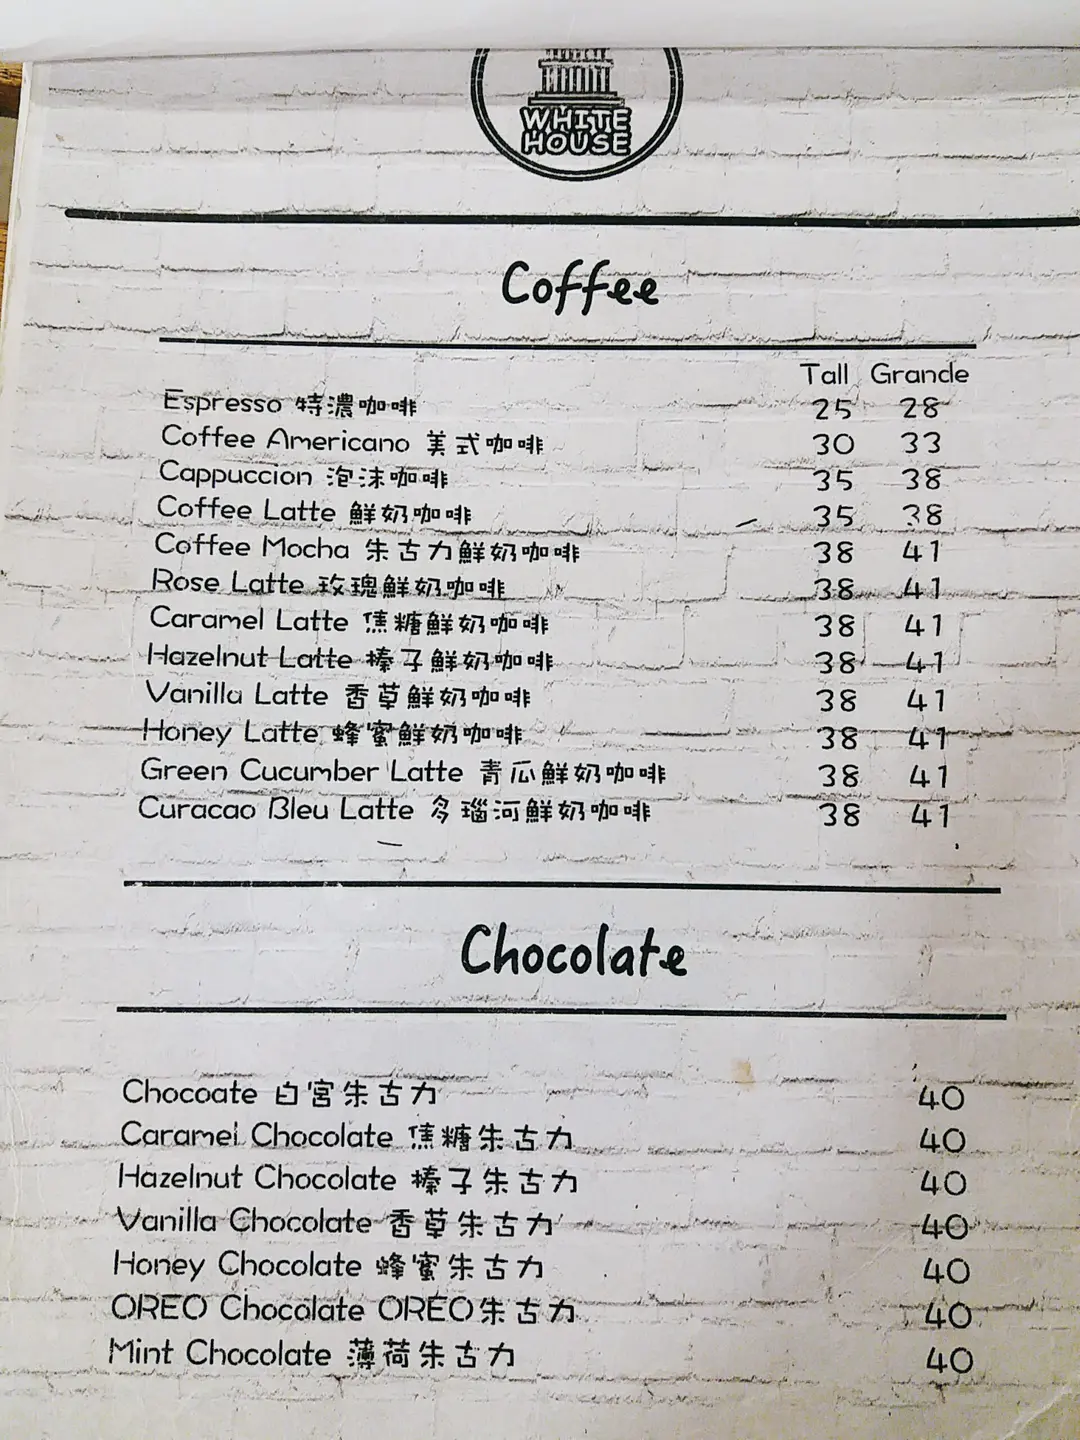 WHITE
HOUSE
Coffee
Tall Grande
Espresso 特濃咖啡 25 28
Coffee Americano 美式咖啡 30 33
Cappuccion 泡沫咖啡 35 38
Coffee Latte 鮮奶咖啡 35 38
Coffee Mocha 朱古力鮮奶咖啡 38 41
Rose Latte 玫瑰鮮奶咖啡 38 41
Caramel Latte 焦糖鮮奶咖啡 38 41
Hazelnut Latte 榛子鮮奶咖啡 38 41
Vanilla Latte 香草鮮奶咖啡 38 41
Honey Latte 蜂蜜鮮奶咖啡 38 41
Green Cucumber Latte 青瓜鮮奶咖啡 38 41
Curacao Bleu Latte 多瑙河鮮奶咖啡 38 41
Chocolate
Chocoate 白宮朱古力 40
Caramel Chocolate 焦糖朱古力 40
Hazelnut Chocolate 榛子朱古力 40
Vanilla Chocolate 香草朱古力 40
Honey Chocolate 蜂蜜朱古力 40
OREO Chocolate OREO朱古力 40
Mint Chocolate 薄荷朱古力 40